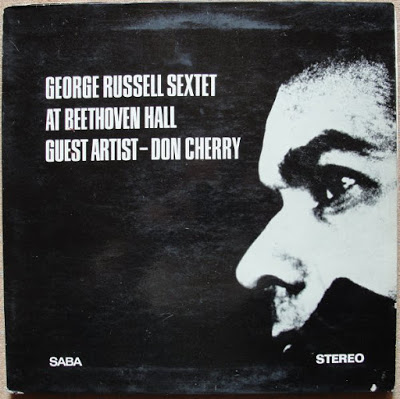 GEORGE RUSSELL SEXTET
AT BEETHOVEN HALL
GUEST ARTIST–DON CHERRY
SABA
STEREO